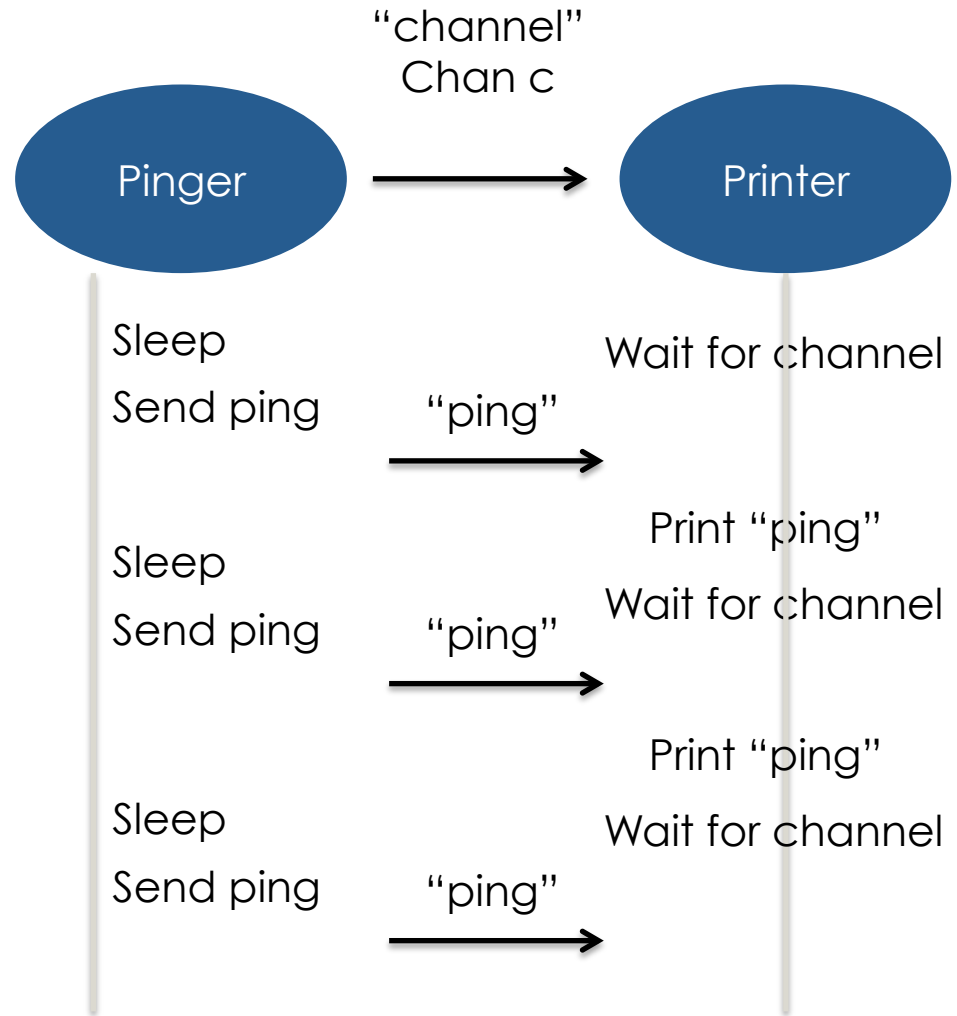 “channel”
Chan c
Pinger
Printer
Sleep
Wait for channel
Send ping
“ping”
Print “ping”
Sleep
Wait for channel
Send ping
“ping”
Print “ping”
Sleep
Wait for channel
Send ping
“ping”